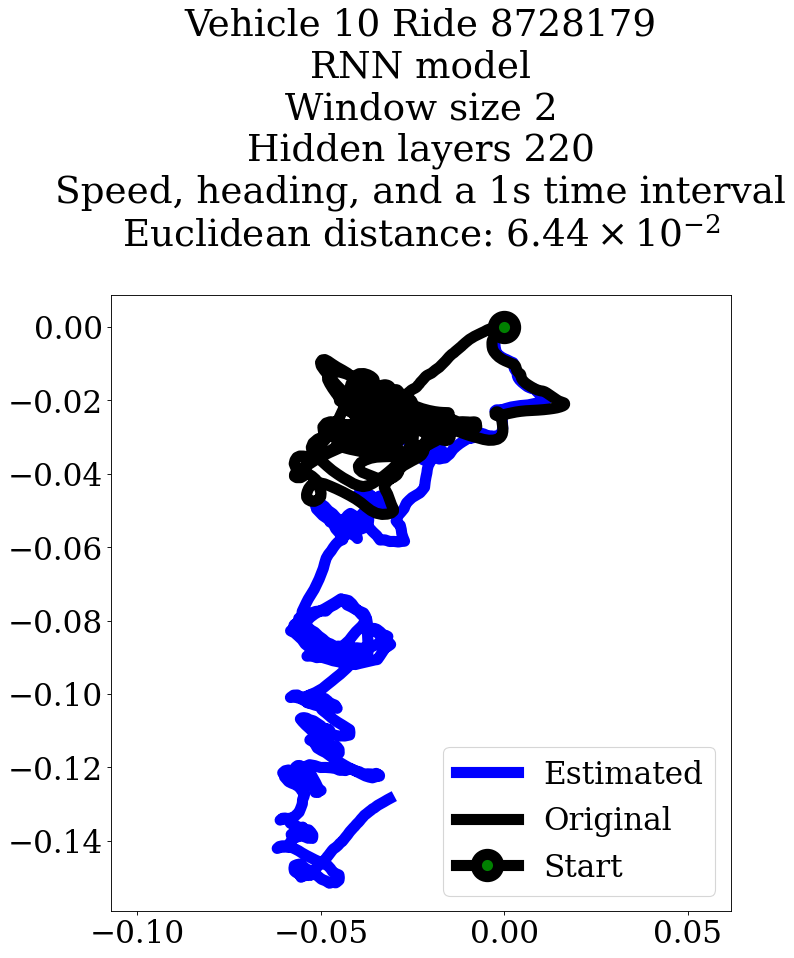 Vehicle 10 Ride 8728179
RNN model
Window size 2
Hidden layers 220
Speed, heading, and a 1s time interval
Euclidean distance: 6.44 × 10⁻²
0.00
−0.02
−0.04
−0.06
−0.08
−0.10
−0.12
−0.14
Estimated
Original
Start
−0.10 −0.05 0.00 0.05